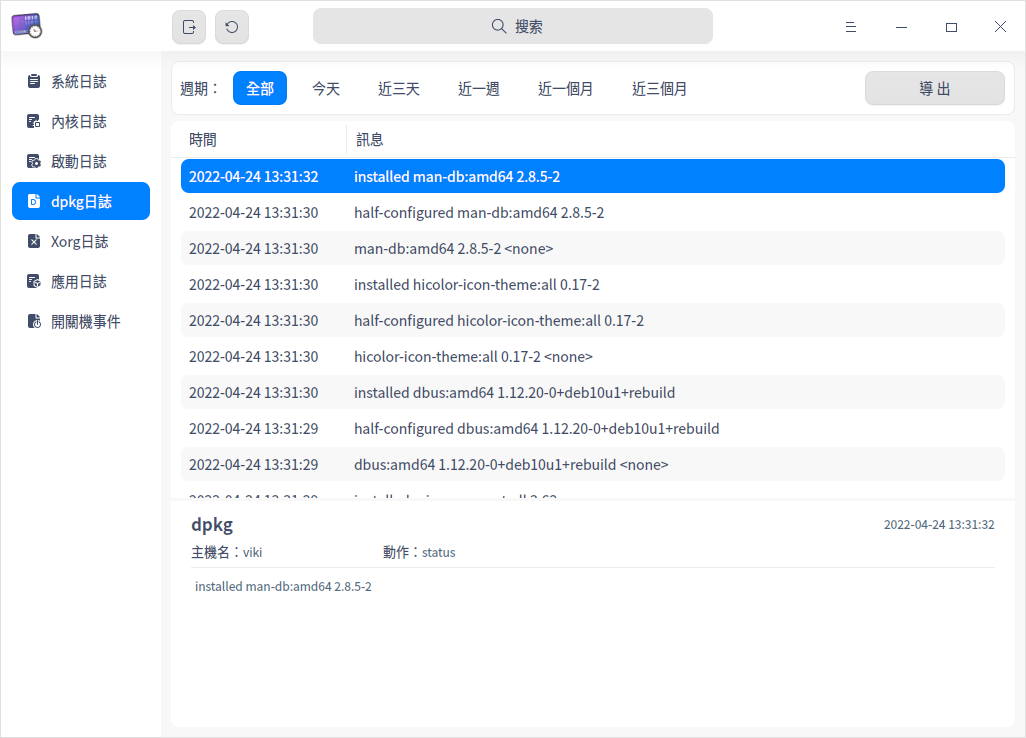 搜索
系統日誌
內核日誌
啟動日誌
dpkg日誌
Xorg日誌
應用日誌
開關機事件
週期： 全部 今天 近三天 近一週 近一個月 近三個月 導出
時間 訊息
2022-04-24 13:31:32 installed man-db:amd64 2.8.5-2
2022-04-24 13:31:30 half-configured man-db:amd64 2.8.5-2
2022-04-24 13:31:30 man-db:amd64 2.8.5-2 <none>
2022-04-24 13:31:30 installed hicolor-icon-theme:all 0.17-2
2022-04-24 13:31:30 half-configured hicolor-icon-theme:all 0.17-2
2022-04-24 13:31:30 hicolor-icon-theme:all 0.17-2 <none>
2022-04-24 13:31:30 installed dbus:amd64 1.12.20-0+deb10u1+rebuild
2022-04-24 13:31:29 half-configured dbus:amd64 1.12.20-0+deb10u1+rebuild
2022-04-24 13:31:29 dbus:amd64 1.12.20-0+deb10u1+rebuild <none>
dpkg 2022-04-24 13:31:32
主機名：viki 動作：status
installed man-db:amd64 2.8.5-2